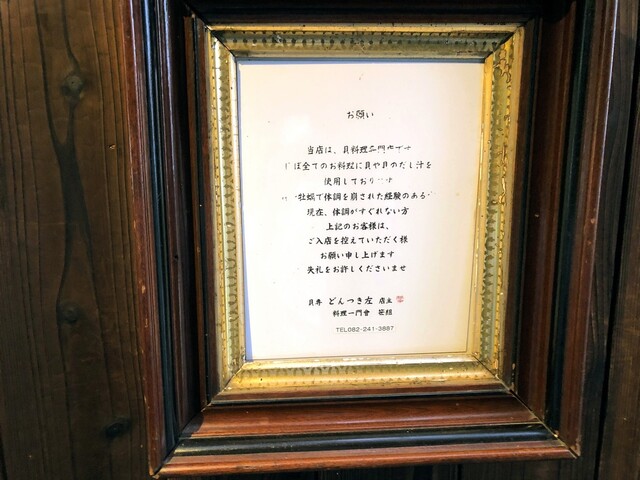 お願い
当店は、貝料理専門店です
ほぼ全てのお料理に貝や貝のだし汁を
使用しております
牡蠣で体調を崩された経験のある
現在、体調がすぐれない方
上記のお客様は、
ご入店を控えていただく様
お願い申し上げます
失礼をお許しくださいませ
貝専 どんつき左 店主
料理一門會 笹組
TEL082-241-3887